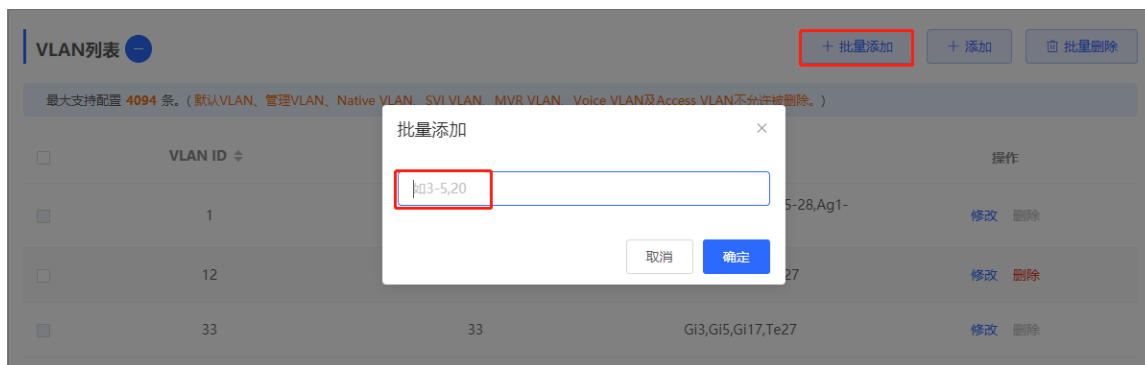 VLAN列表
+ 批量添加
+ 添加
批量删除
最大支持配置 4094 条。( 默认VLAN、管理VLAN、Native VLAN、SVI VLAN、MVR VLAN、Voice VLAN及Access VLAN不允许被删除。)
批量添加
VLAN ID
操作
如3-5,20
1
5-28,Ag1-
修改 删除
取消
确定
12
27
修改 删除
33
33
Gi3,Gi5,Gi17,Te27
修改 删除